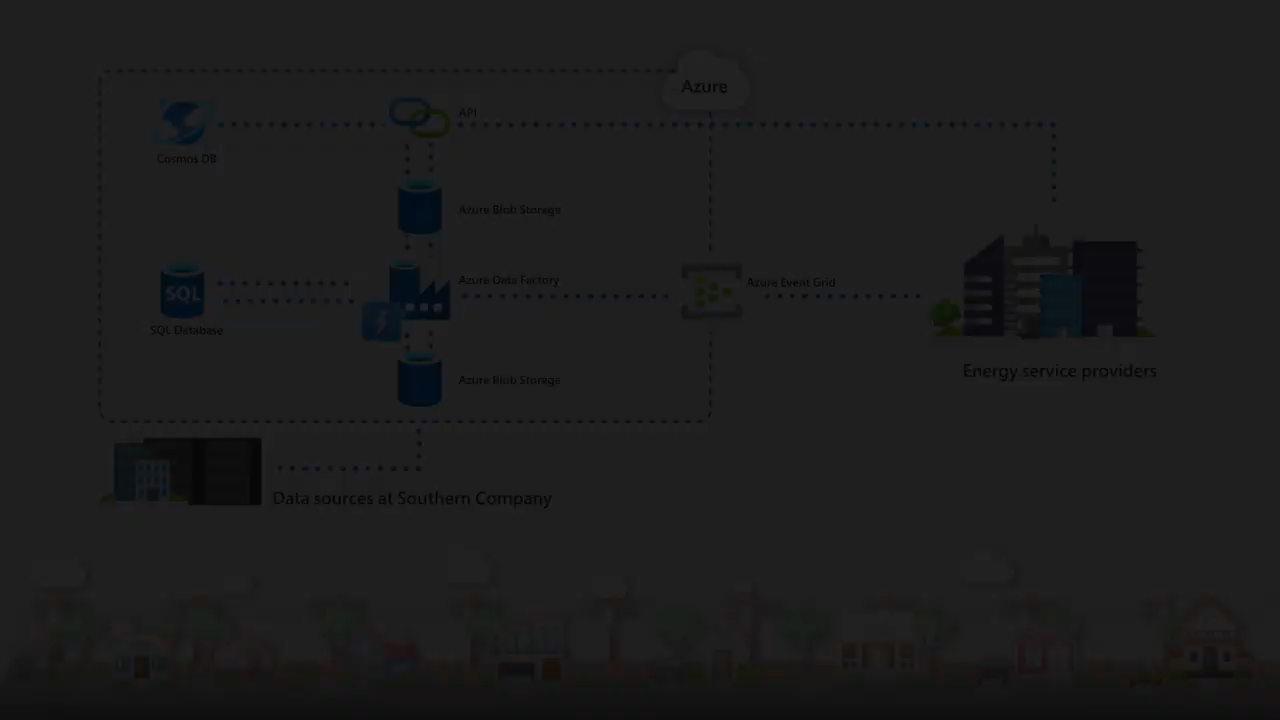 Azure
API
Cosmos DB
Azure Blob Storage
Azure Data Factory
Azure Event Grid
SQL
SQL Database
Energy service providers
Azure Blob Storage
Data sources at Southern Company